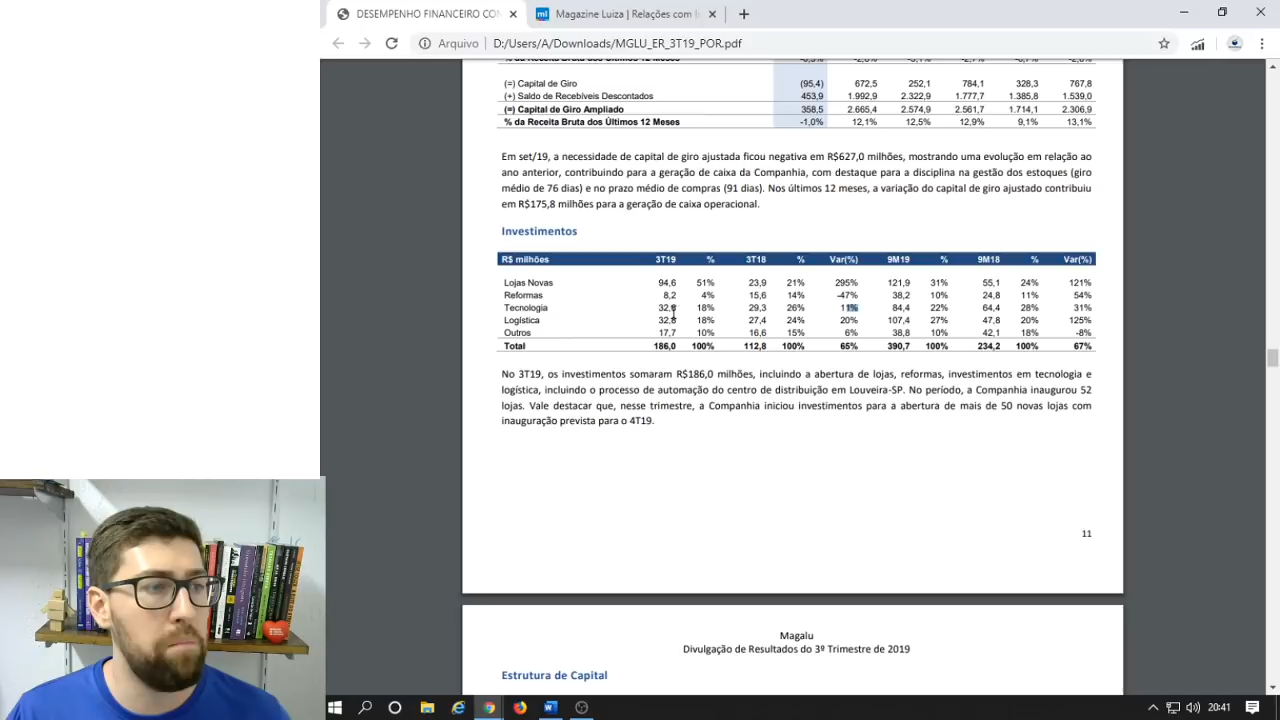 DESEMPENHO FINANCEIRO CON
Magazine Luiza | Relações com I
Arquivo D:/Users/A/Downloads/MGLU_ER_3T19_POR.pdf
(=) Capital de Giro (95,4) 672,5 252,1 784,1 328,3 767,8
(+) Saldo de Recebíveis Descontados 453,9 1.992,9 2.322,9 1.777,7 1.385,8 1.539,0
(=) Capital de Giro Ampliado 358,5 2.665,4 2.574,9 2.561,7 1.714,1 2.306,9
% da Receita Bruta dos Últimos 12 Meses -1,0% 12,1% 12,5% 12,9% 9,1% 13,1%
Em set/19, a necessidade de capital de giro ajustada ficou negativa em R$627,0 milhões, mostrando uma evolução em relação ao
ano anterior, contribuindo para a geração de caixa da Companhia, com destaque para a disciplina na gestão dos estoques (giro
médio de 76 dias) e no prazo médio de compras (91 dias). Nos últimos 12 meses, a variação do capital de giro ajustado contribuiu
em R$175,8 milhões para a geração de caixa operacional.
Investimentos
R$ milhões 3T19 % 3T18 % Var(%) 9M19 % 9M18 % Var(%)
Lojas Novas 94,6 51% 23,9 21% 295% 121,9 31% 55,1 24% 121%
Reformas 8,2 4% 15,6 14% -47% 38,2 10% 24,8 11% 54%
Tecnologia 18% 29,3 26% 11% 84,4 22% 64,4 28% 31%
Logística 18% 27,4 24% 20% 107,4 27% 47,8 20% 125%
Outros 17,7 10% 16,6 15% 6% 38,8 10% 42,1 18% -8%
Total 186,0 100% 112,8 100% 65% 390,7 100% 234,2 100% 67%
No 3T19, os investimentos somaram R$186,0 milhões, incluindo a abertura de lojas, reformas, investimentos em tecnologia e
logística, incluindo o processo de automação do centro de distribuição em Louveira-SP. No período, a Companhia inaugurou 52
lojas. Vale destacar que, nesse trimestre, a Companhia iniciou investimentos para a abertura de mais de 50 novas lojas com
inauguração prevista para o 4T19.
11
Magalu
Divulgação de Resultados do 3º Trimestre de 2019
Estrutura de Capital
20:41